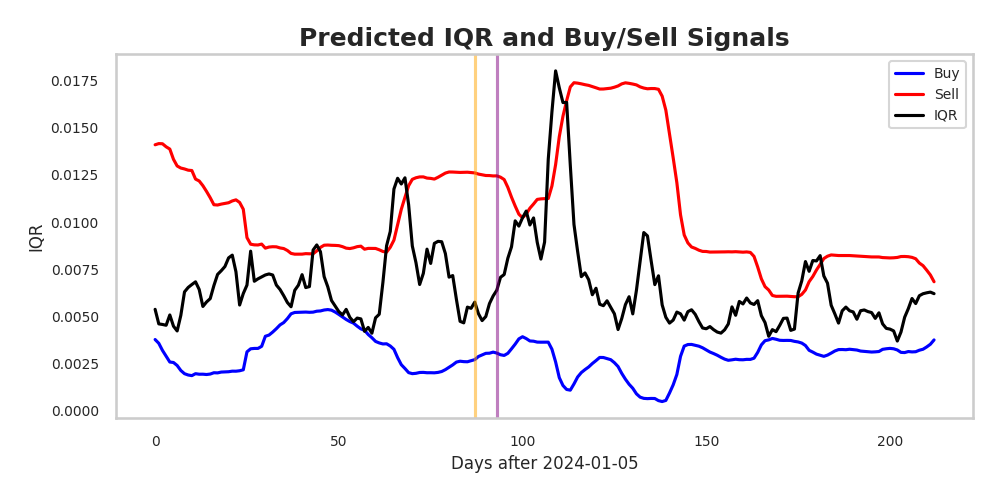 Predicted IQR and Buy/Sell Signals
Buy
Sell
IQR
0.0175
0.0150
0.0125
0.0100
0.0075
0.0050
0.0025
0.0000
IQR
0 50 100 150 200
Days after 2024-01-05